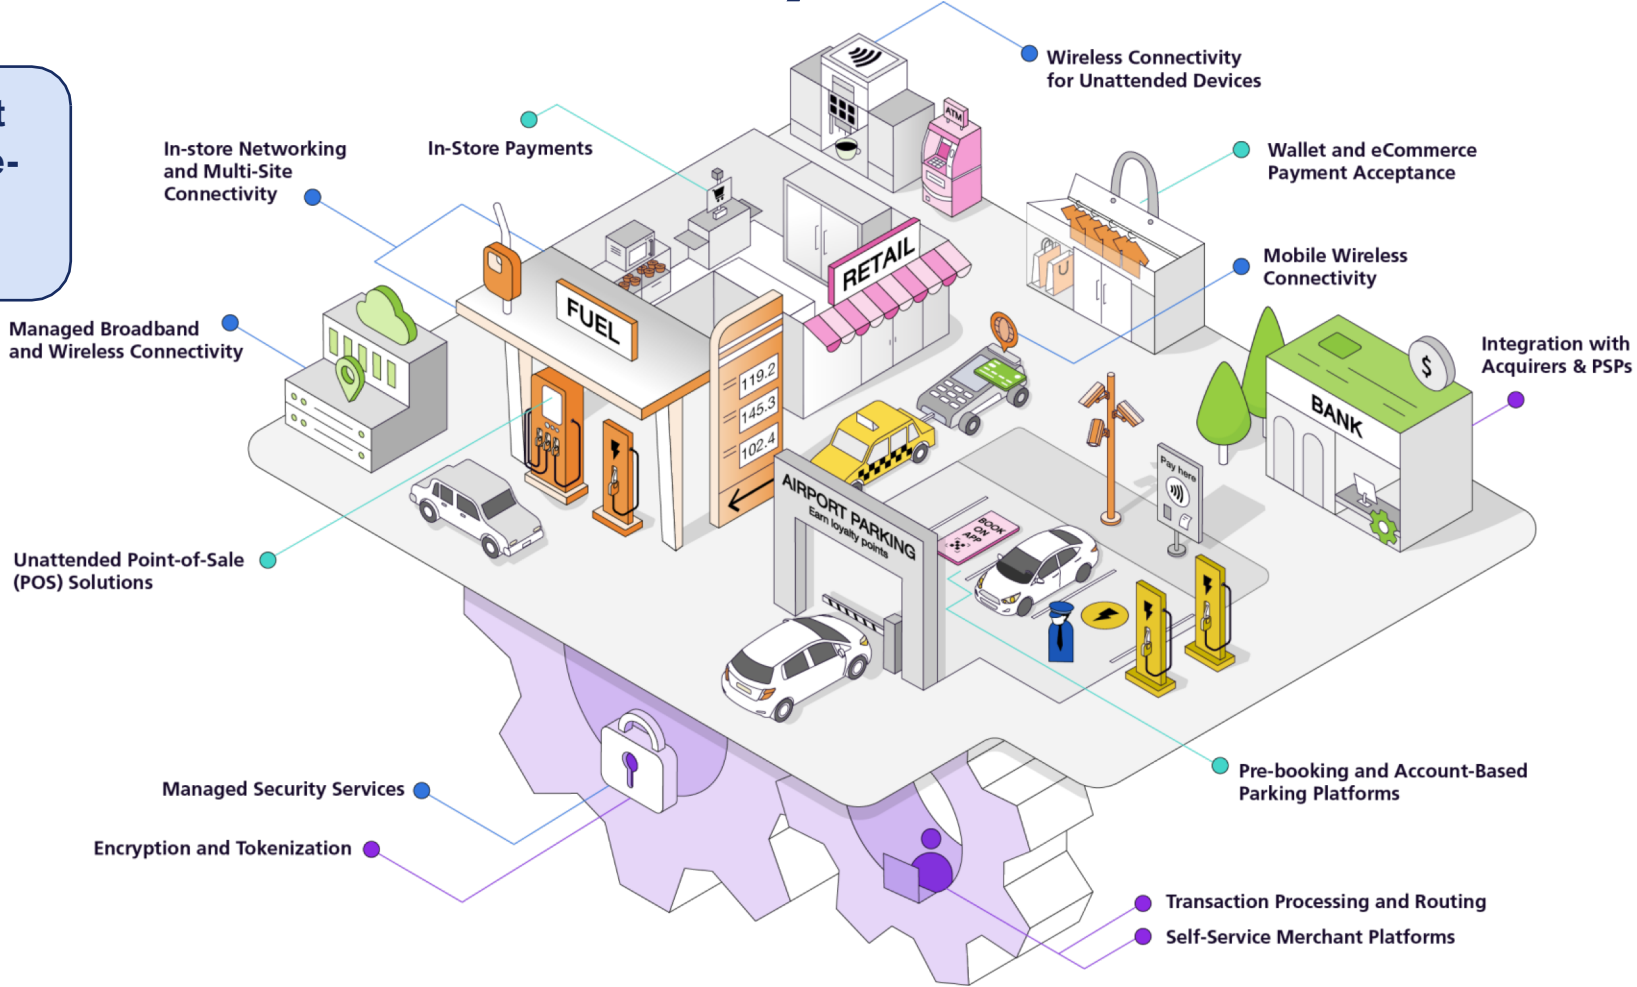 Wireless Connectivity
for Unattended Devices
ATM
In-store Networking
and Multi-Site
Connectivity
In-Store Payments
Wallet and eCommerce
Payment Acceptance
RETAIL
Mobile Wireless
Connectivity
FUEL
Managed Broadband
and Wireless Connectivity
Integration with
Acquirers & PSPs
$
119.2
145.3
102.4
BANK
Pay here
AIRPORT PARKING
Earn loyalty points
BOOK
ON
APP
Unattended Point-of-Sale
(POS) Solutions
Managed Security Services
Encryption and Tokenization
Pre-booking and Account-Based
Parking Platforms
Transaction Processing and Routing
Self-Service Merchant Platforms